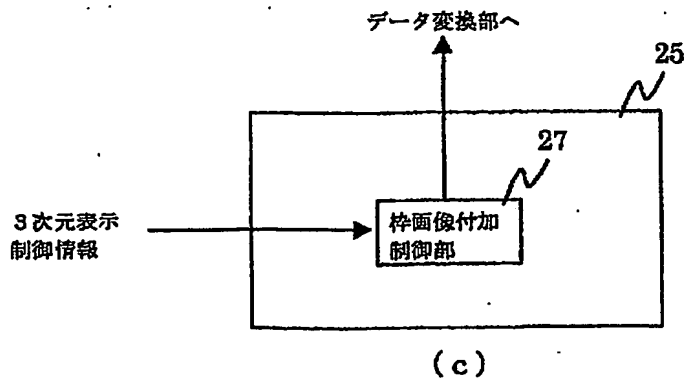 データ変換部へ
25
27
3次元表示
制御情報
枠画像付加
制御部
(c)